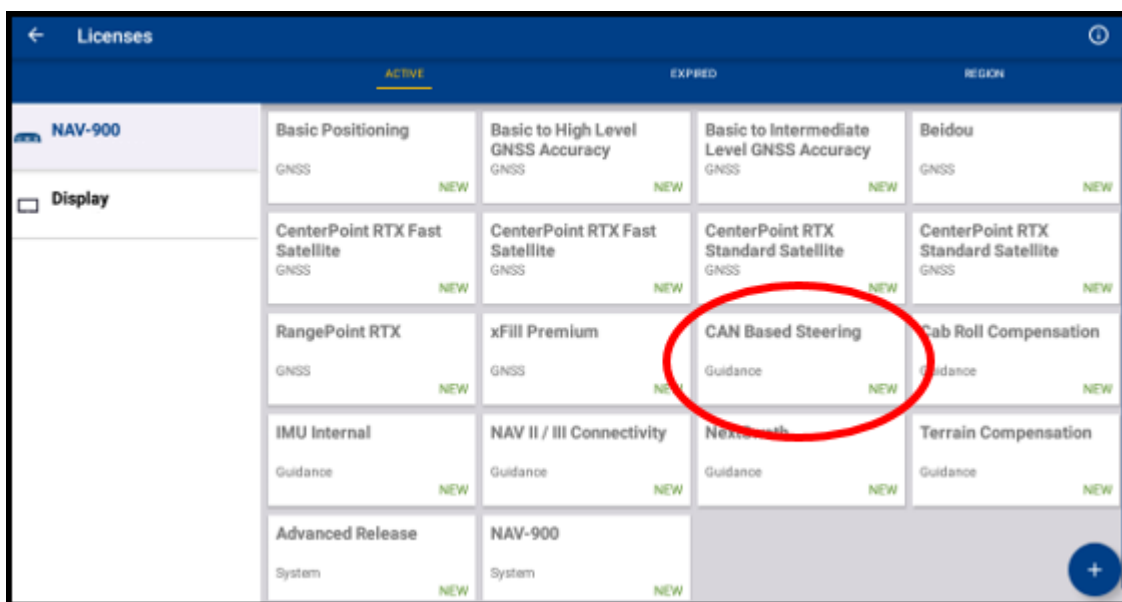 Licenses
ACTIVE
EXPIRED
REGION
NAV-900
Display
Basic Positioning
GNSS
NEW
Basic to High Level
GNSS Accuracy
GNSS
NEW
Basic to Intermediate
Level GNSS Accuracy
GNSS
NEW
Beidou
GNSS
NEW
CenterPoint RTX Fast
Satellite
GNSS
NEW
CenterPoint RTX Fast
Satellite
GNSS
NEW
CenterPoint RTX
Standard Satellite
GNSS
NEW
CenterPoint RTX
Standard Satellite
GNSS
NEW
RangePoint RTX
GNSS
NEW
xFill Premium
GNSS
NEW
CAN Based Steering
Guidance
NEW
Cab Roll Compensation
Guidance
NEW
IMU Internal
Guidance
NEW
NAV II / III Connectivity
Guidance
NEW
NextSwath
Guidance
NEW
Terrain Compensation
Guidance
NEW
Advanced Release
System
NEW
NAV-900
System
NEW